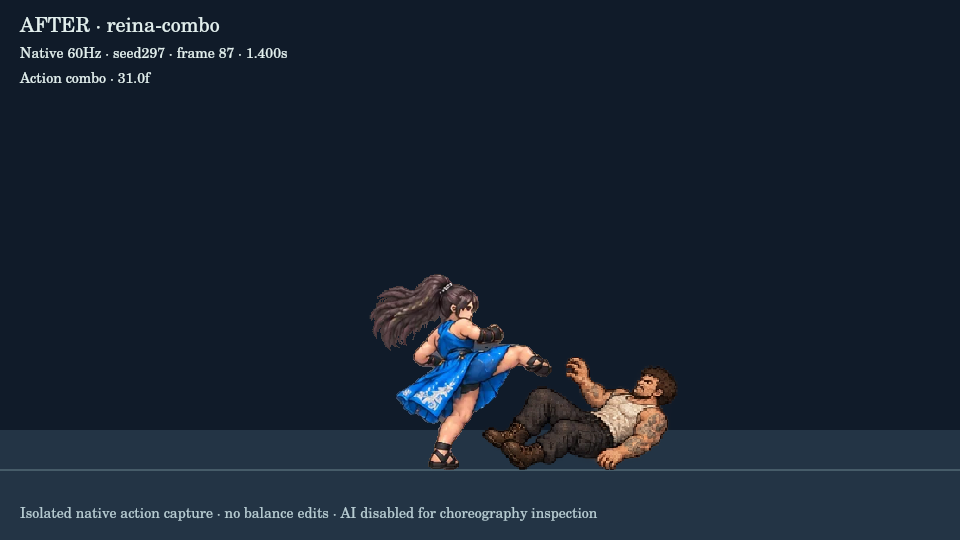 AFTER · reina-combo
Native 60Hz · seed297 · frame 87 · 1.400s
Action combo · 31.0f
Isolated native action capture · no balance edits · AI disabled for choreography inspection